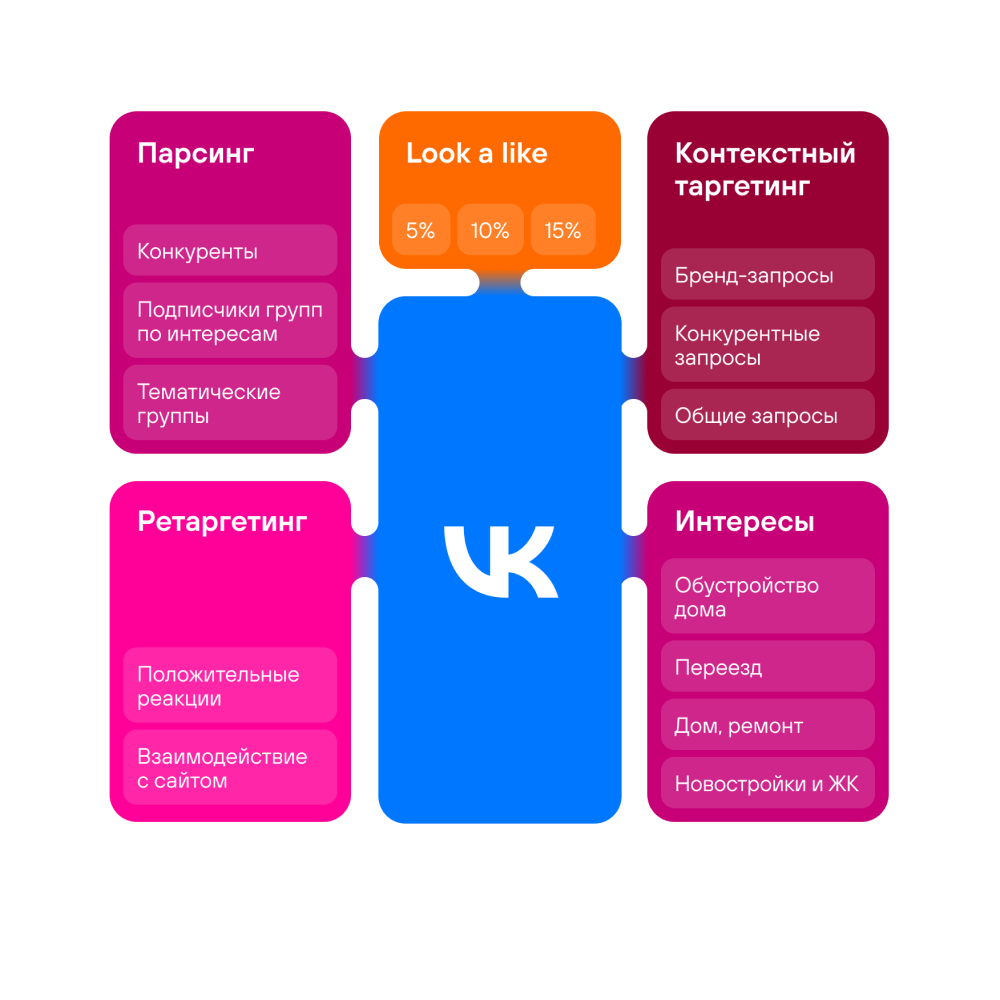 Парсинг
Конкуренты
Подписчики групп
по интересам
Тематические
группы
Look a like
5%
10%
15%
Контекстный
таргетинг
Бренд-запросы
Конкурентные
запросы
Общие запросы
Ретаргетинг
Положительные
реакции
Взаимодействие
с сайтом
VK
Интересы
Обустройство
дома
Переезд
Дом, ремонт
Новостройки и ЖК